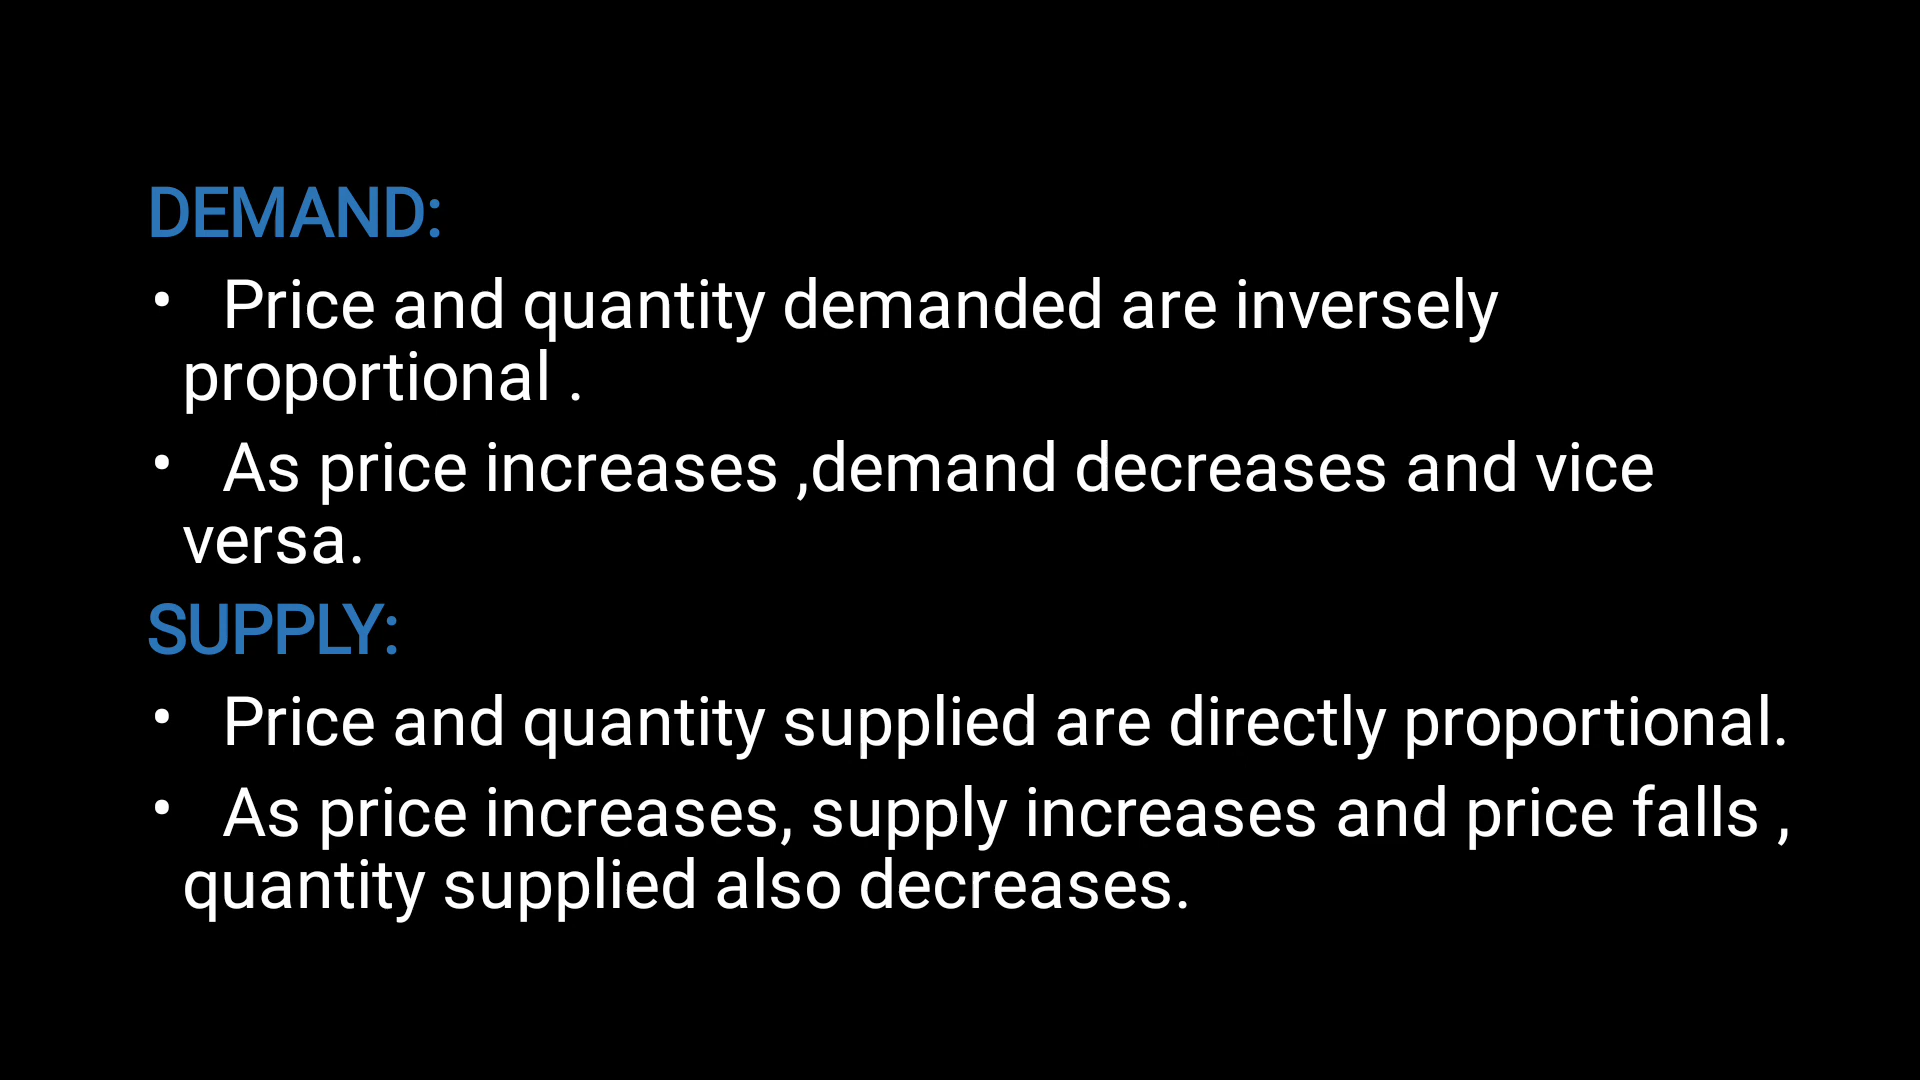 DEMAND:
• Price and quantity demanded are inversely
proportional .
• As price increases ,demand decreases and vice
versa.
SUPPLY:
• Price and quantity supplied are directly proportional.
• As price increases, supply increases and price falls ,
quantity supplied also decreases.